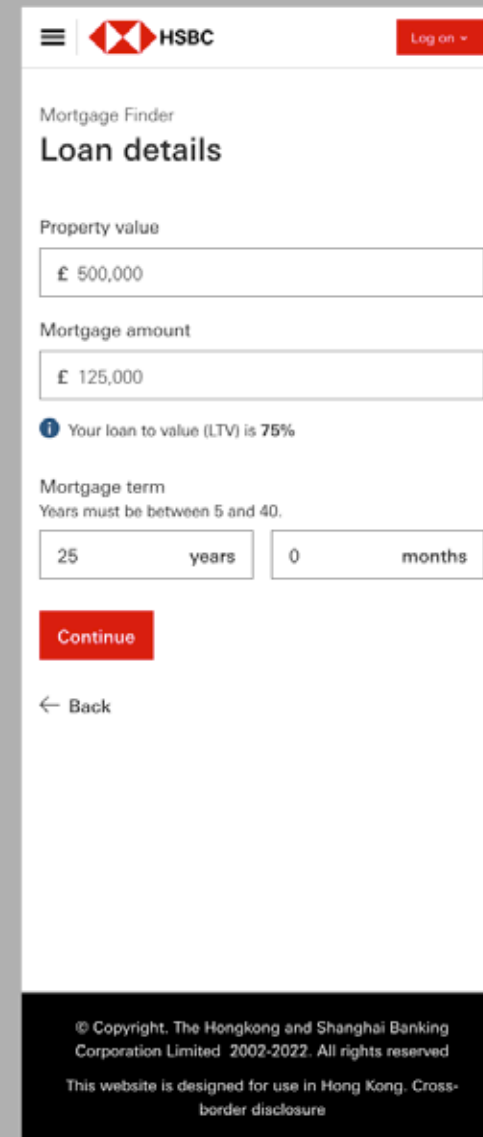 HSBC
Log on
Mortgage Finder
Loan details
Property value
£ 500,000
Mortgage amount
£ 125,000
i Your loan to value (LTV) is 75%
Mortgage term
Years must be between 5 and 40.
25 years 0 months
Continue
← Back
© Copyright. The Hongkong and Shanghai Banking
Corporation Limited 2002-2022. All rights reserved
This website is designed for use in Hong Kong. Cross-
border disclosure